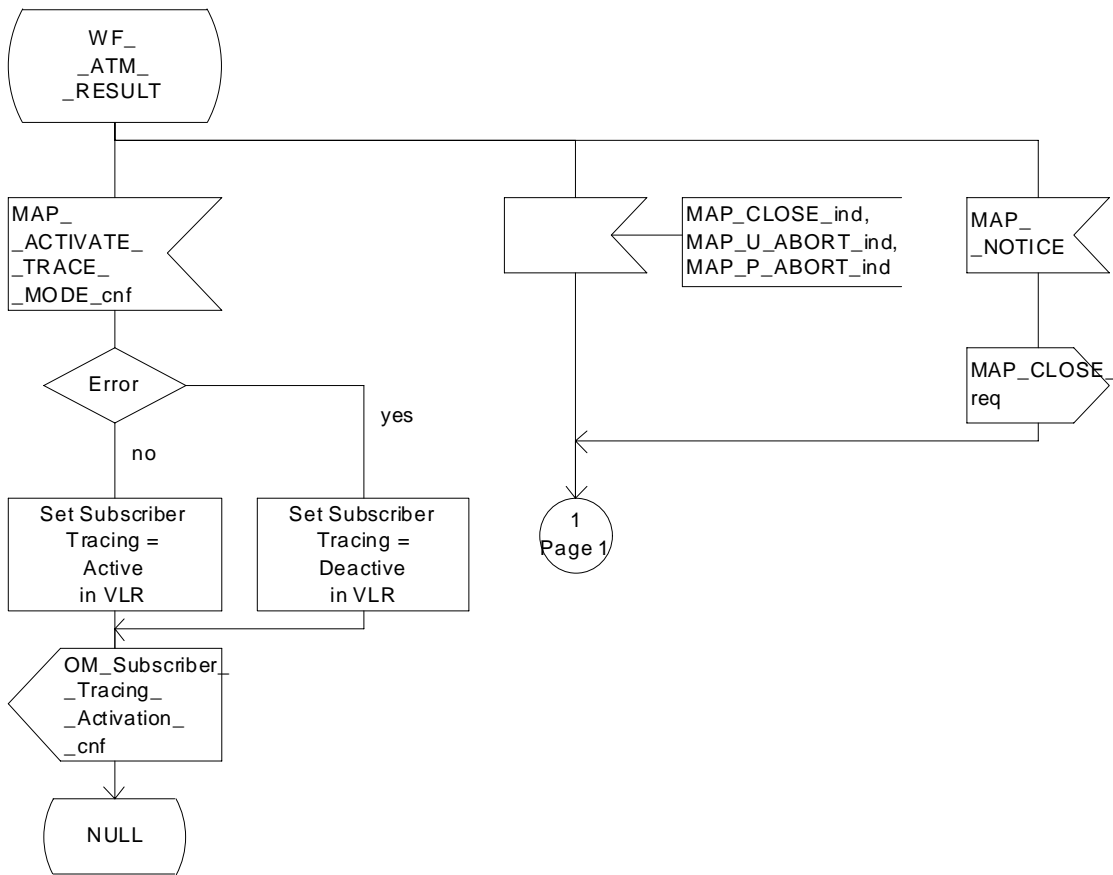 WF_
_ATM_
_RESULT
MAP_
_ACTIVATE_
_TRACE_
_MODE_cnf
MAP_CLOSE_ind,
MAP_U_ABORT_ind,
MAP_P_ABORT_ind
MAP_
_NOTICE
Error
MAP_CLOSE_
req
yes
no
Set Subscriber
Tracing =
Active
in VLR
Set Subscriber
Tracing =
Deactive
in VLR
1
Page 1
OM_Subscriber_
_Tracing_
_Activation_
_cnf
NULL